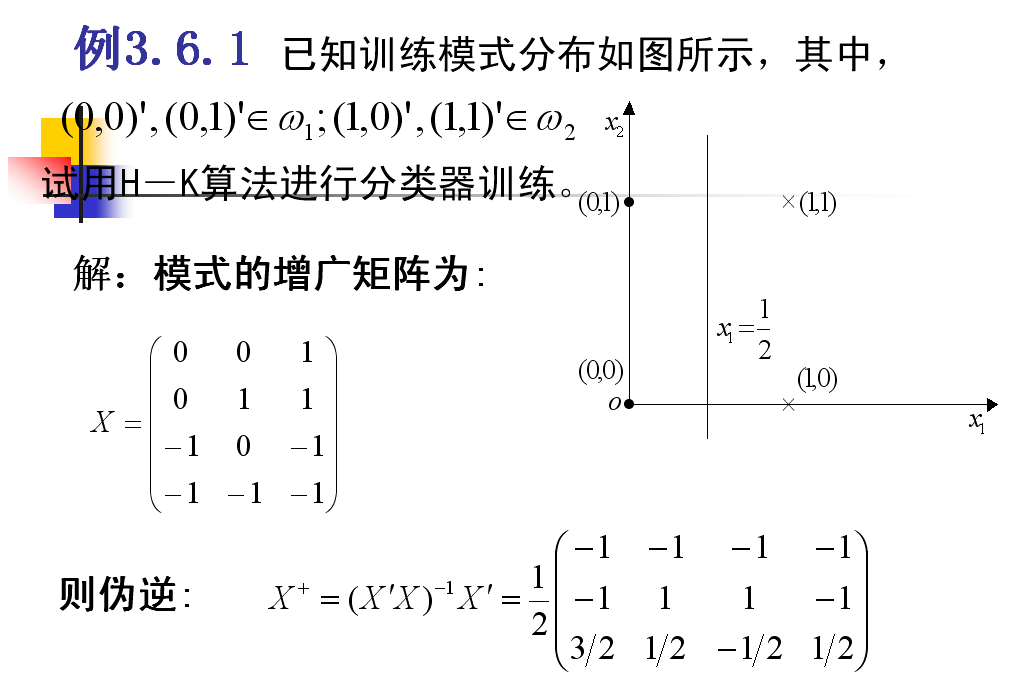 例3.6.1 已知训练模式分布如图所示，其中，
(0,0)',(0,1)'∈ω₁;(1,0)',(1,1)'∈ω₂
试用H－K算法进行分类器训练。
x₂
(0,1)
(1,1)
x₁=1/2
(0,0)
(1,0)
o
x₁
解：模式的增广矩阵为:
X =
0 0 1
0 1 1
−1 0 −1
−1 −1 −1
则伪逆: X⁺ = (X′X)⁻¹X′ = 1/2
−1 −1 −1 −1
−1 1 1 −1
3/2 1/2 −1/2 1/2